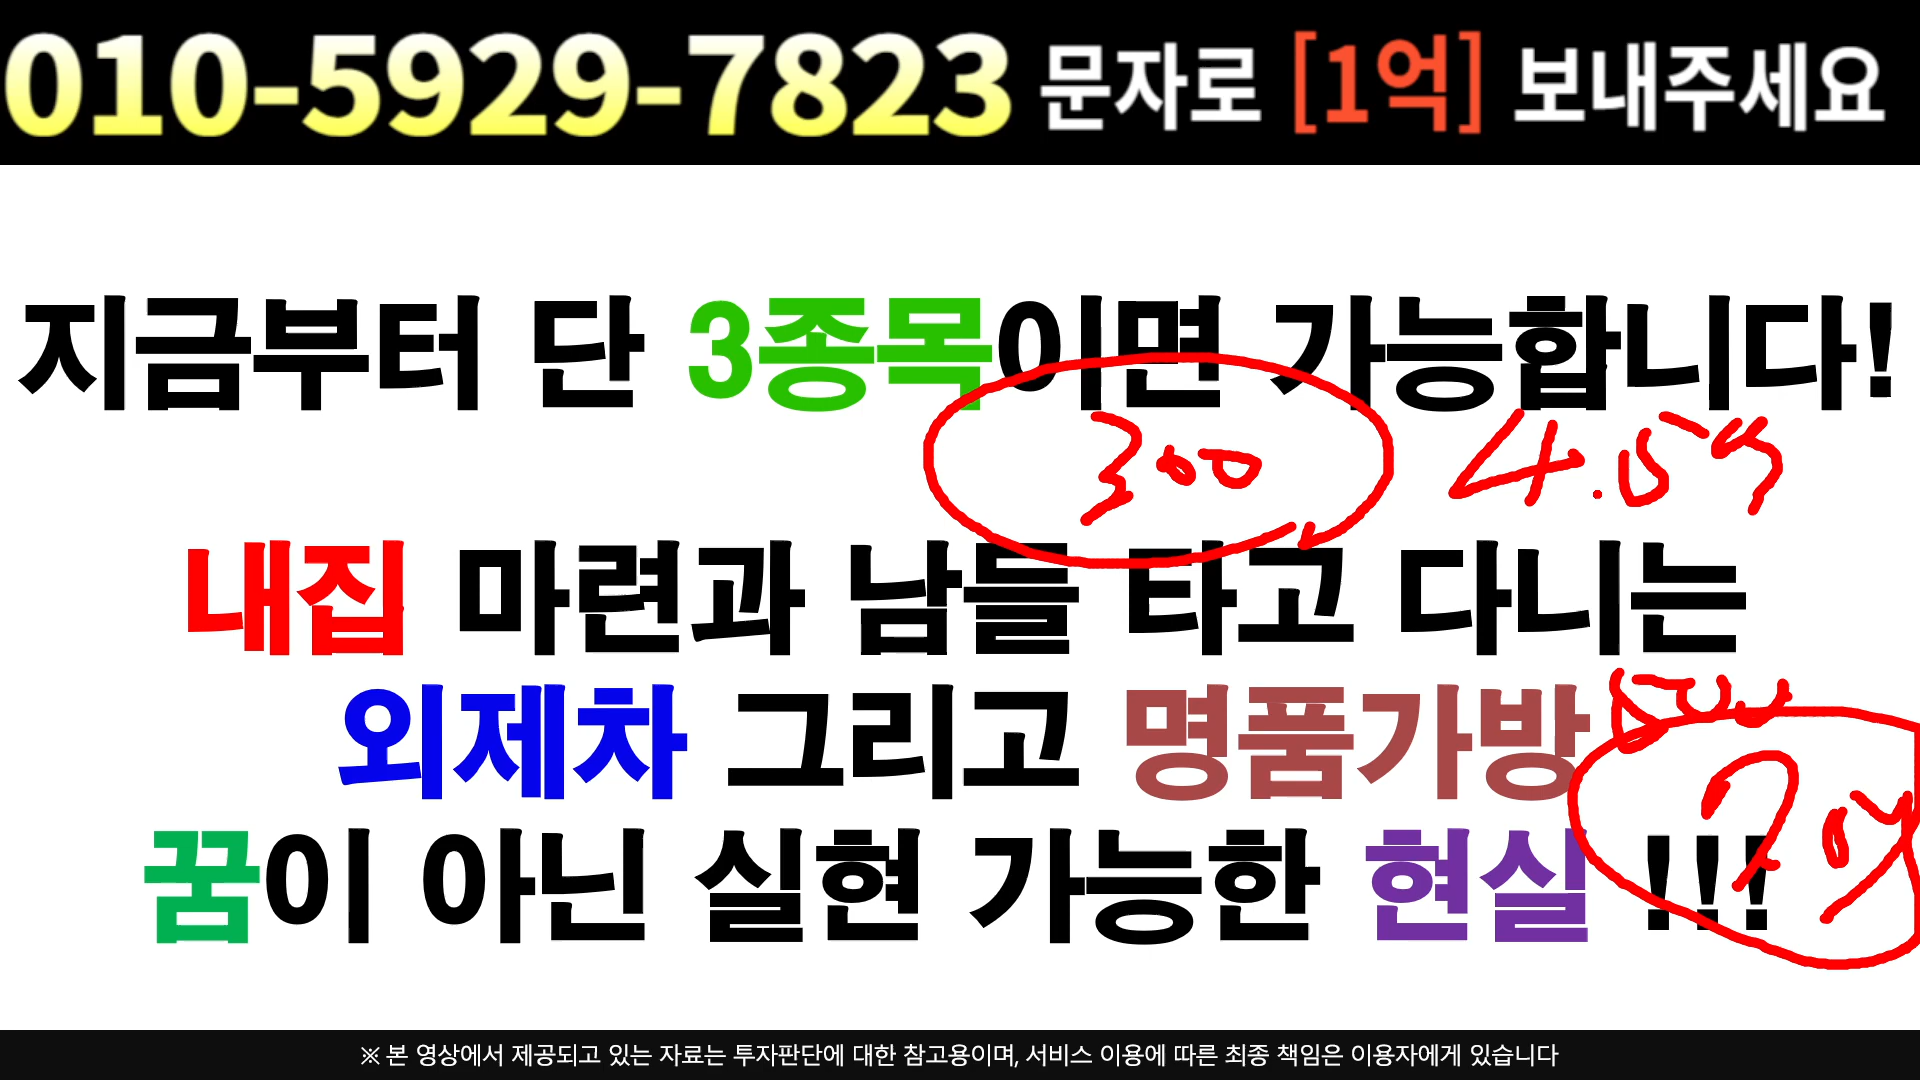 010-5929-7823 문자로 [1억] 보내주세요
지금부터 단 3종목이면 가능합니다!
300 4.5억
내집 마련과 남들 타고 다니는
외제차 그리고 명품가방
500
꿈이 아닌 실현 가능한 현실 !!!
※ 본 영상에서 제공되고 있는 자료는 투자판단에 대한 참고용이며, 서비스 이용에 따른 최종 책임은 이용자에게 있습니다